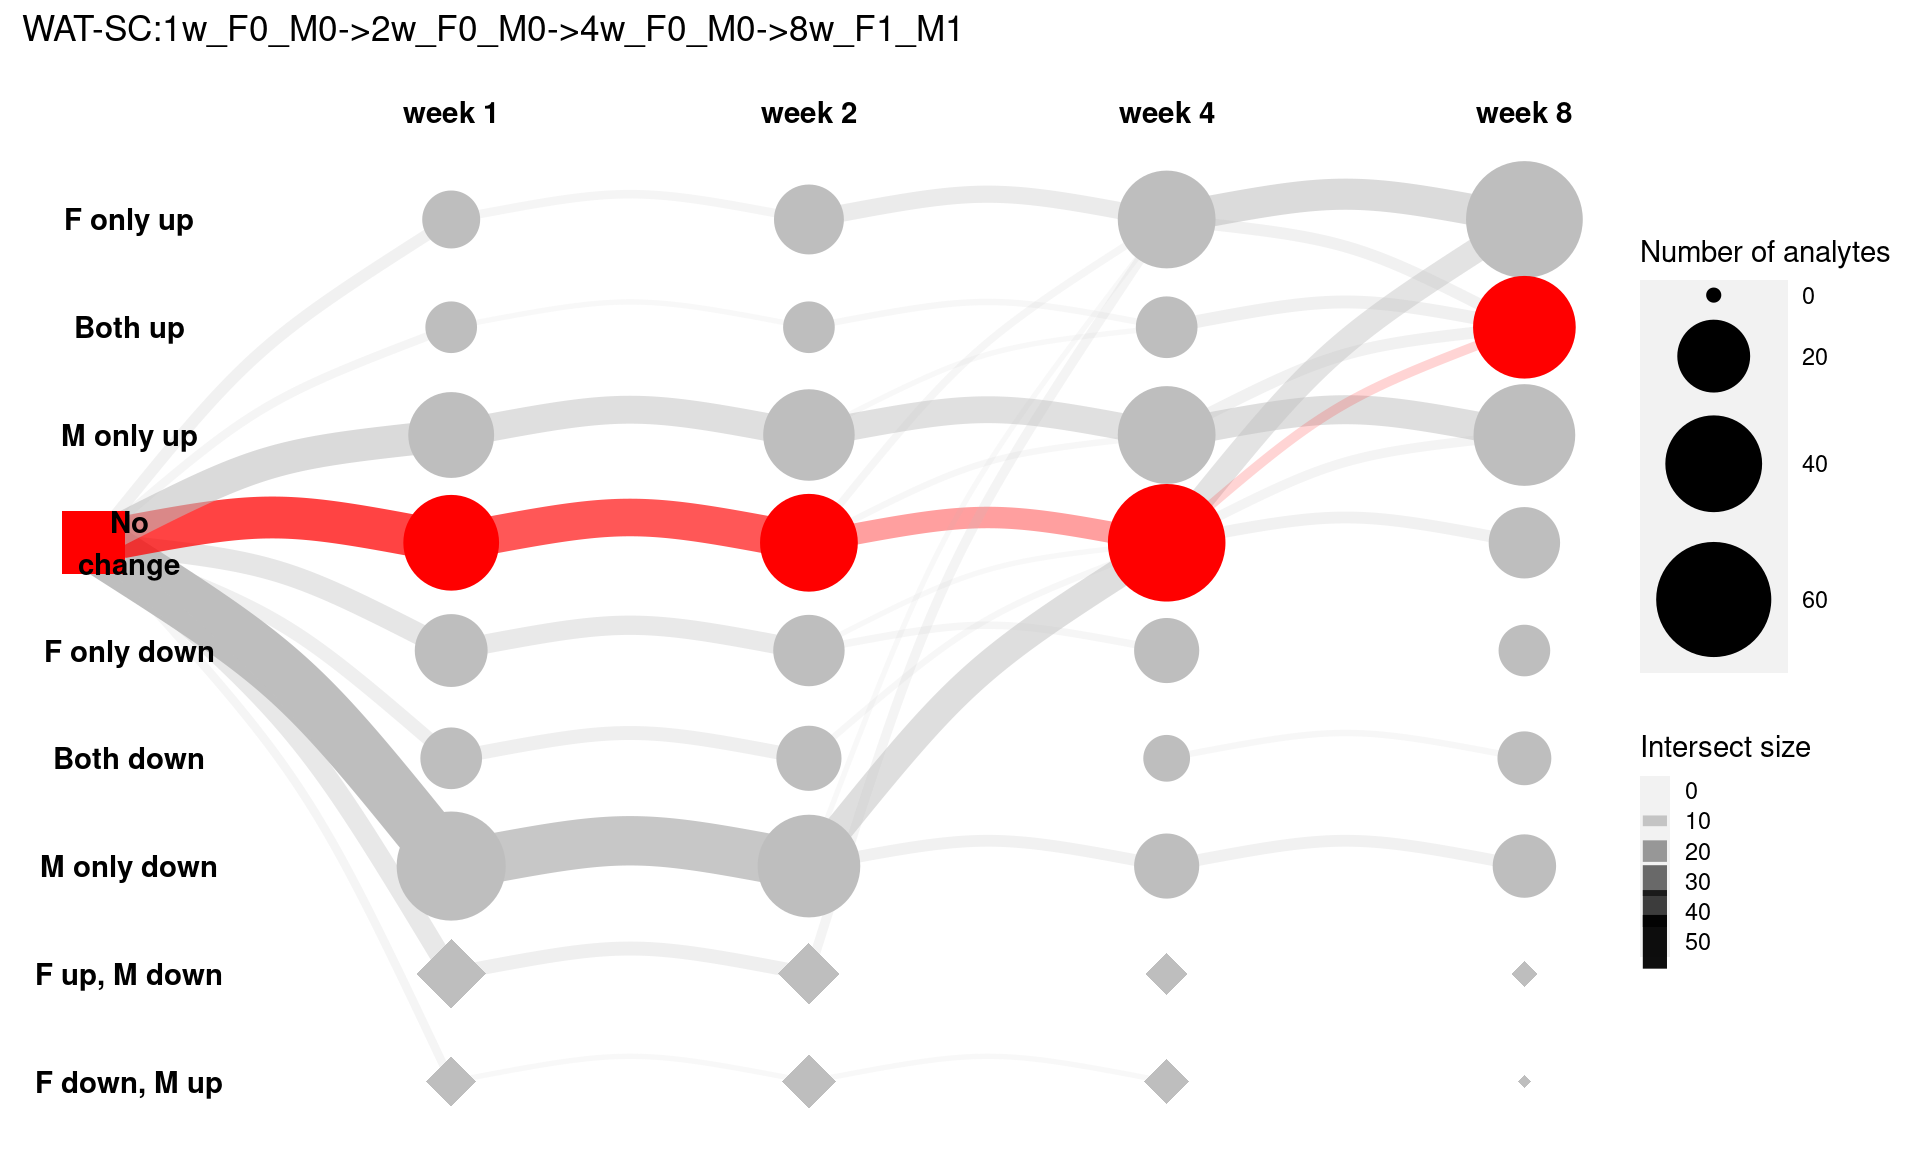 WAT-SC:1w_F0_M0->2w_F0_M0->4w_F0_M0->8w_F1_M1
week 1
week 2
week 4
week 8
F only up
Both up
M only up
No
change
F only down
Both down
M only down
F up, M down
F down, M up
Number of analytes
0
20
40
60
Intersect size
0
10
20
30
40
50